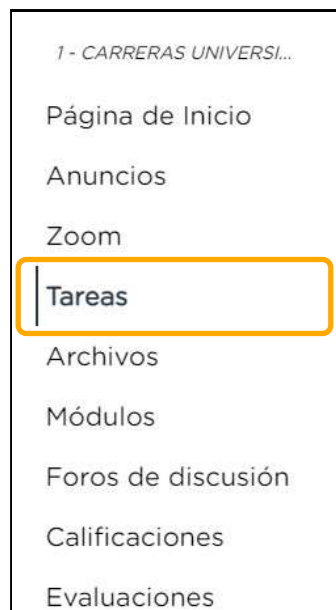 1 - CARRERAS UNIVERSI...
Página de Inicio
Anuncios
Zoom
Tareas
Archivos
Módulos
Foros de discusión
Calificaciones
Evaluaciones